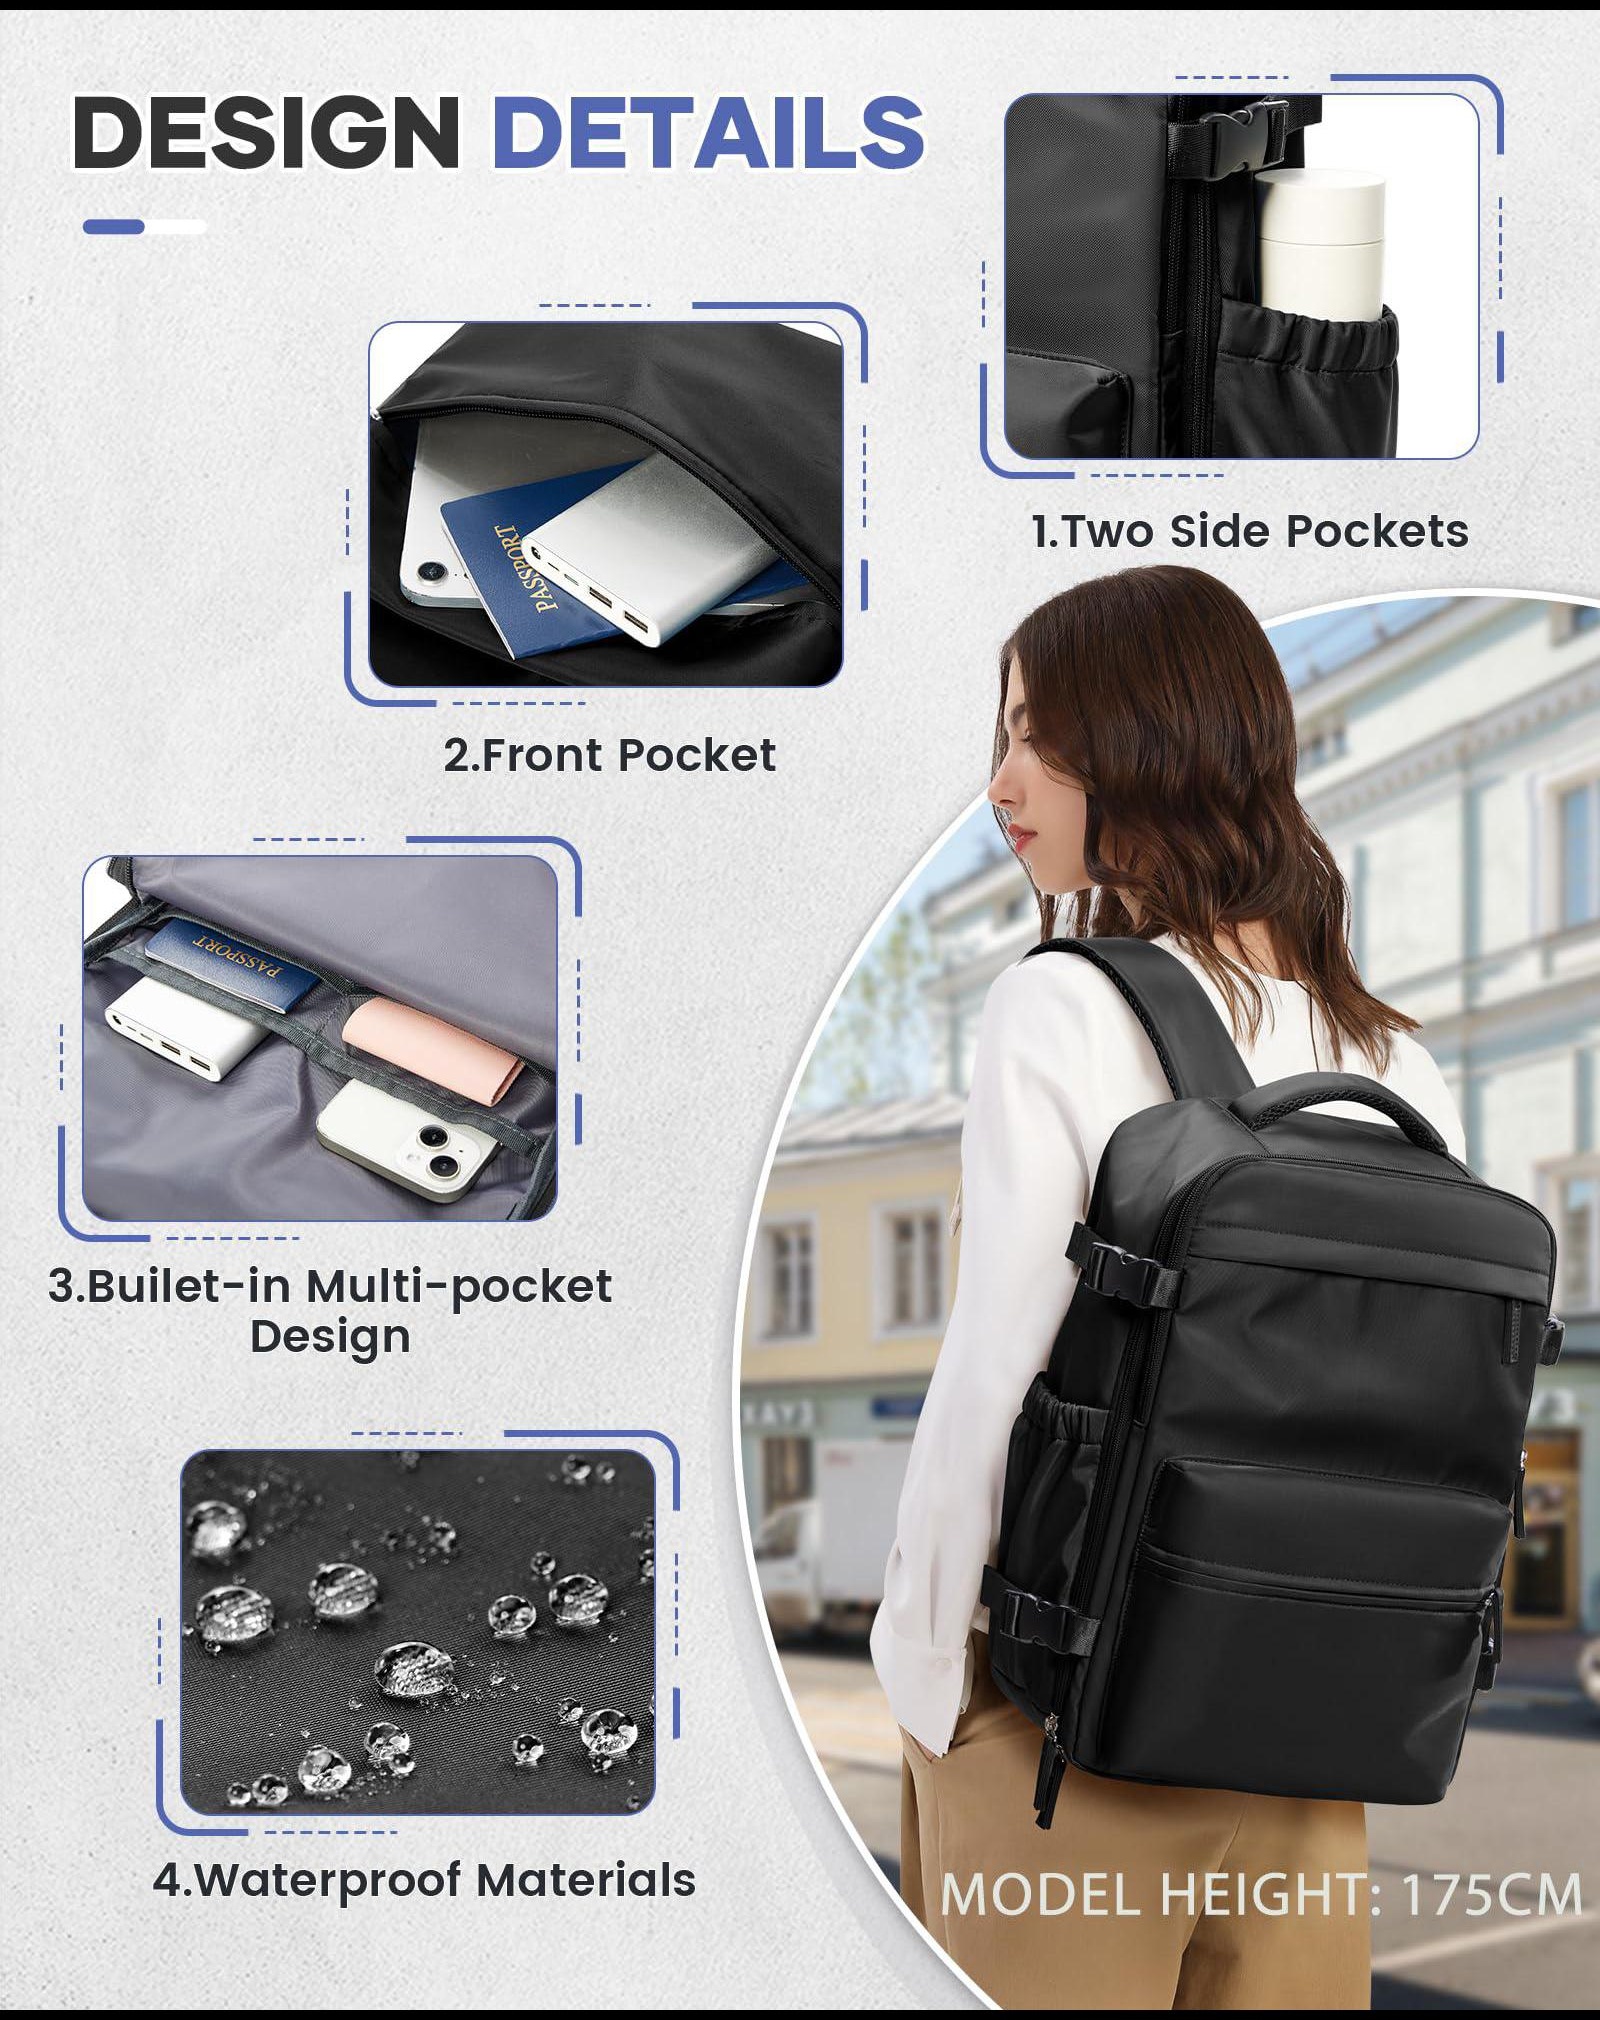 DESIGN DETAILS
1.Two Side Pockets
PASSPORT
2.Front Pocket
PASSPORT
3.Builet-in Multi-pocket
Design
4.Waterproof Materials
MODEL HEIGHT: 175CM